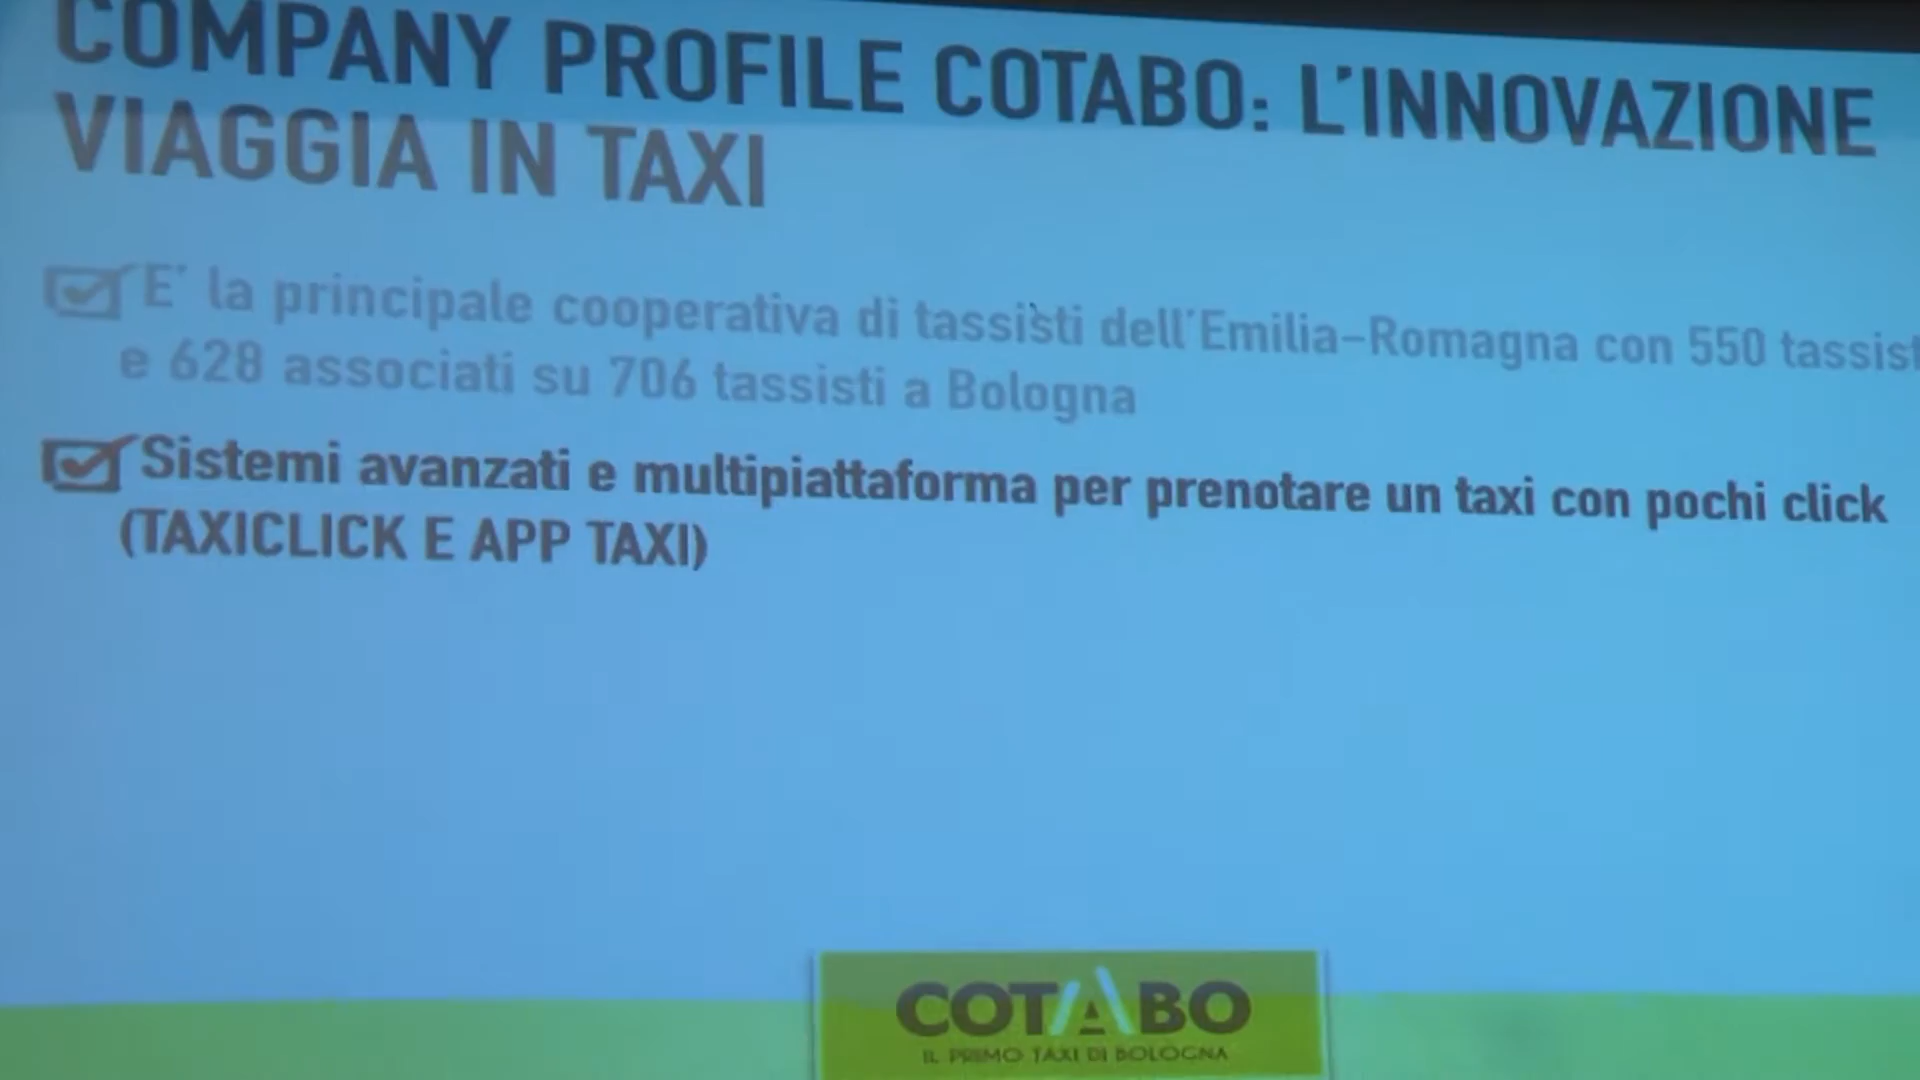 COMPANY PROFILE COTABO: L'INNOVAZIONE
VIAGGIA IN TAXI
E' la principale cooperativa di tassisti dell'Emilia-Romagna con 550 tassist
e 628 associati su 706 tassisti a Bologna
Sistemi avanzati e multipiattaforma per prenotare un taxi con pochi click
(TAXICLICK E APP TAXI)
COTABO
IL PRIMO TAXI DI BOLOGNA